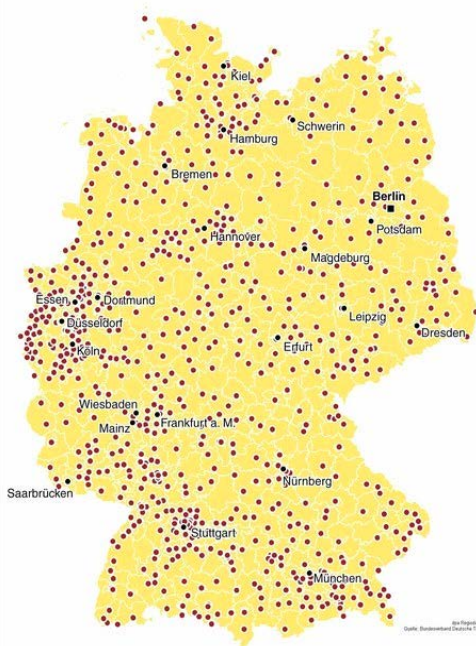 Kiel
Schwerin
Hamburg
Bremen
Berlin
Potsdam
Hannover
Magdeburg
Essen
Dortmund
Leipzig
Düsseldorf
Dresden
Köln
Erfurt
Wiesbaden
Mainz
Frankfurt a. M.
Nürnberg
Saarbrücken
Stuttgart
München
Quelle: Bundesverband Deutsche